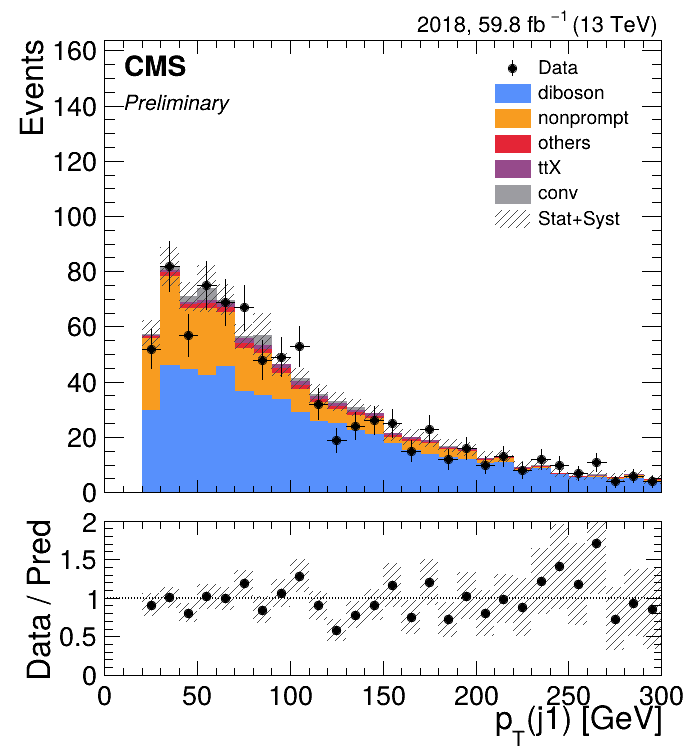 2018, 59.8 fb⁻¹ (13 TeV)
Events
160
140
120
100
80
60
40
20
0
CMS
Preliminary
Data
diboson
nonprompt
others
ttX
conv
Stat+Syst
Data / Pred
2
1.5
1
0.5
0
0 50 100 150 200 250 300
p_T(j1) [GeV]